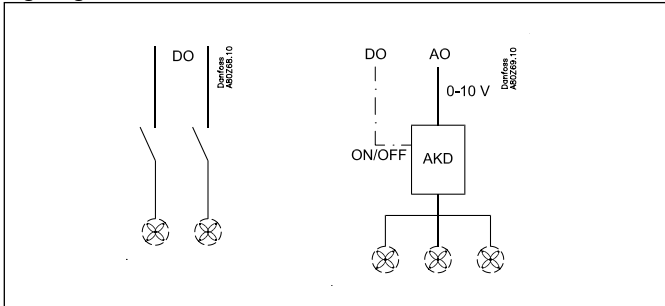 DO
Danfoss
A80Z68.10
DO
AO
Danfoss
A80Z69.10
0-10 V
ON/OFF
AKD